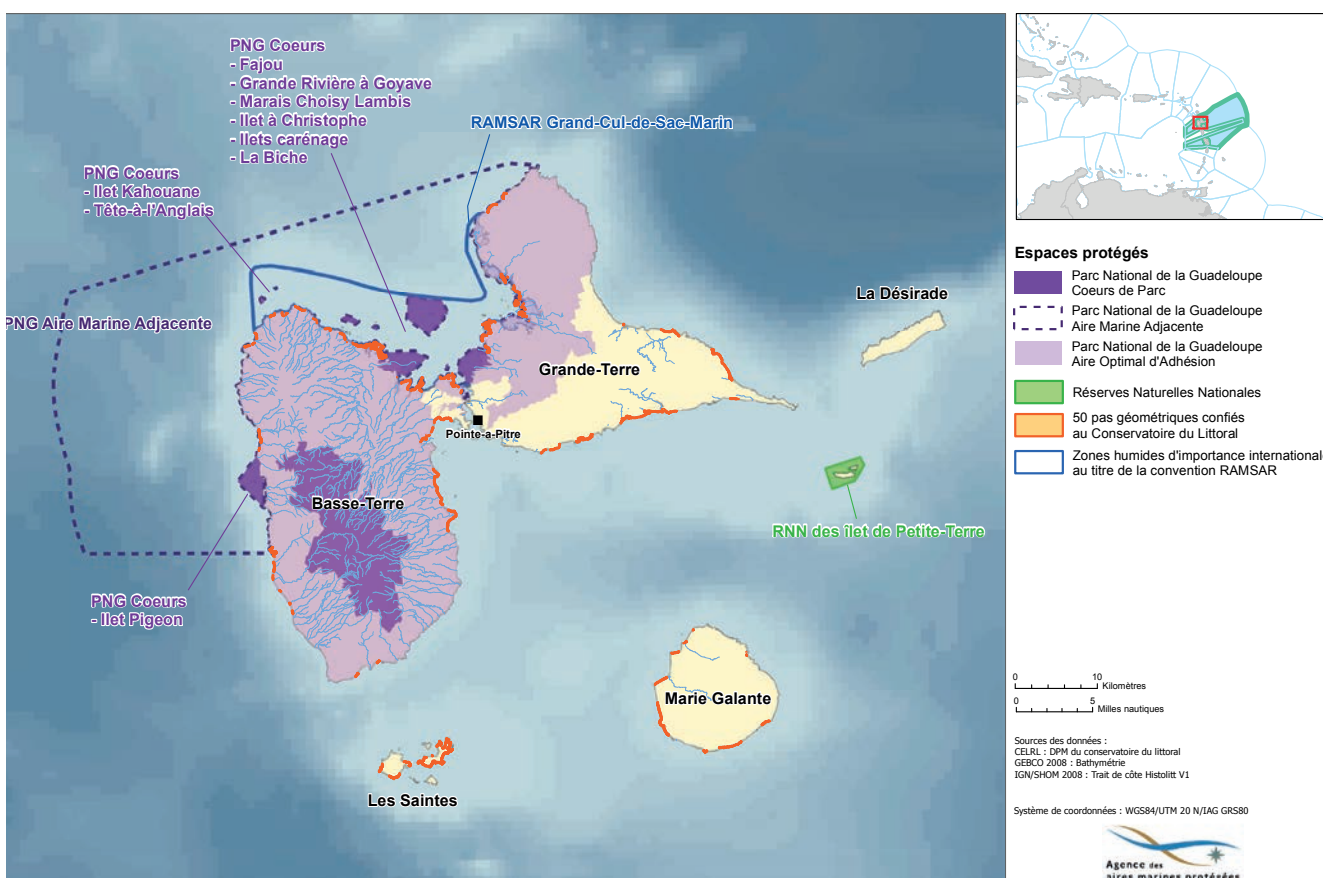 PNG Coeurs
- Fajou
- Grande Rivière à Goyave
- Marais Choisy Lambis
- Ilet à Christophe
- Ilets carénage
- La Biche
RAMSAR Grand-Cul-de-Sac-Marin
PNG Coeurs
- Ilet Kahouane
- Tête-à-l'Anglais
La Désirade
PNG Aire Marine Adjacente
Grande-Terre
Pointe-a-Pitre
Basse-Terre
RNN des îlet de Petite-Terre
PNG Coeurs
- Ilet Pigeon
Marie Galante
Les Saintes
Espaces protégés
Parc National de la Guadeloupe
Coeurs de Parc
Parc National de la Guadeloupe
Aire Marine Adjacente
Parc National de la Guadeloupe
Aire Optimal d'Adhésion
Réserves Naturelles Nationales
50 pas géométriques confiés
au Conservatoire du Littoral
Zones humides d'importance international
au titre de la convention RAMSAR
0 10
Kilomètres
0 5
Milles nautiques
Sources des données :
CELRL : DPM du conservatoire du littoral
GEBCO 2008 : Bathymétrie
IGN/SHOM 2008 : Trait de côte Histolitt V1
Système de coordonnées : WGS84/UTM 20 N/IAG GRS80
Agence des
aires marines protégées